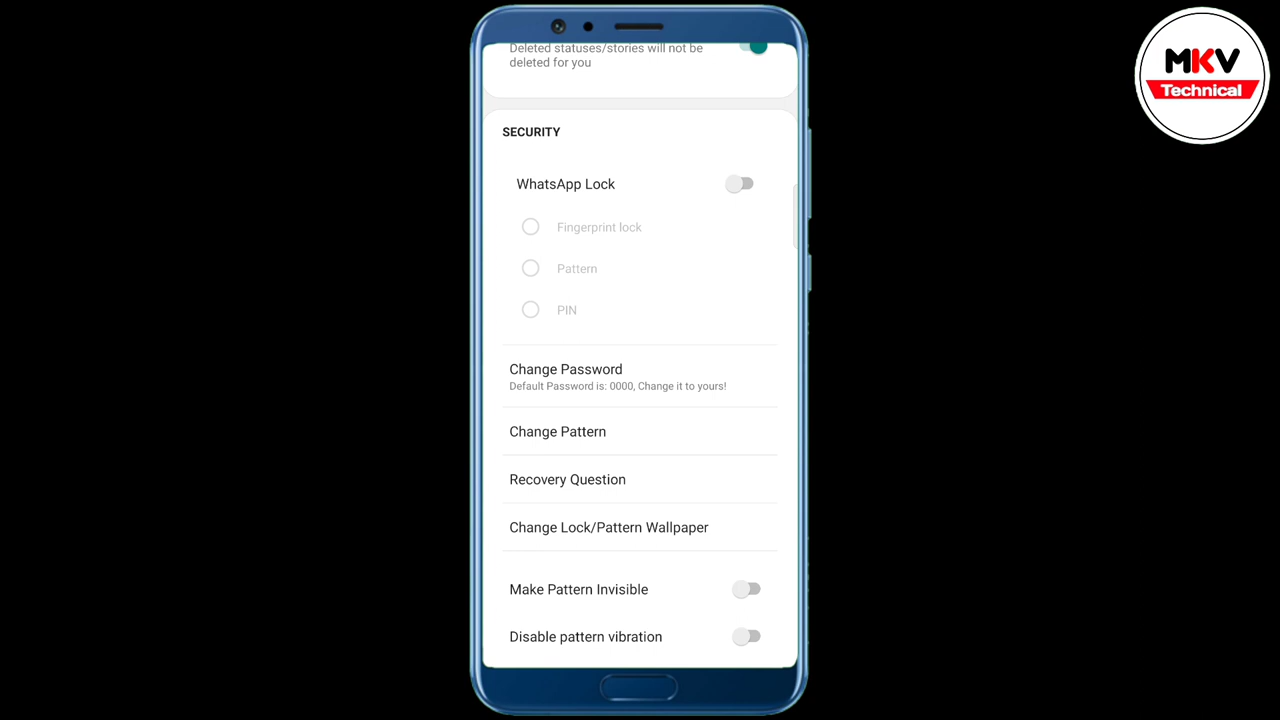 MKV
Technical
Deleted statuses/stories will not be
deleted for you
SECURITY
WhatsApp Lock
Fingerprint lock
Pattern
PIN
Change Password
Default Password is: 0000, Change it to yours!
Change Pattern
Recovery Question
Change Lock/Pattern Wallpaper
Make Pattern Invisible
Disable pattern vibration